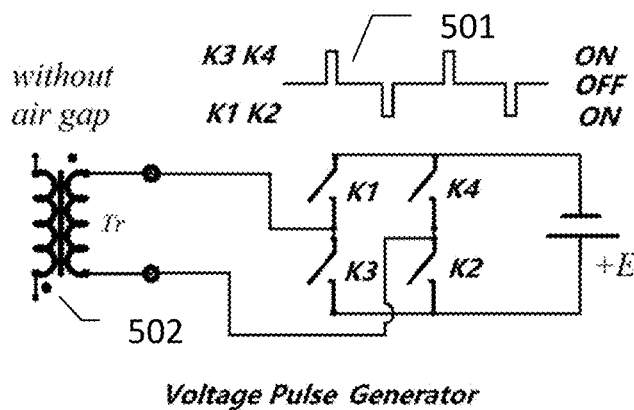 501
K3 K4
ON
without
OFF
air gap
K1 K2
ON
K1
K4
Tr
K3
K2
+E
502
Voltage Pulse Generator